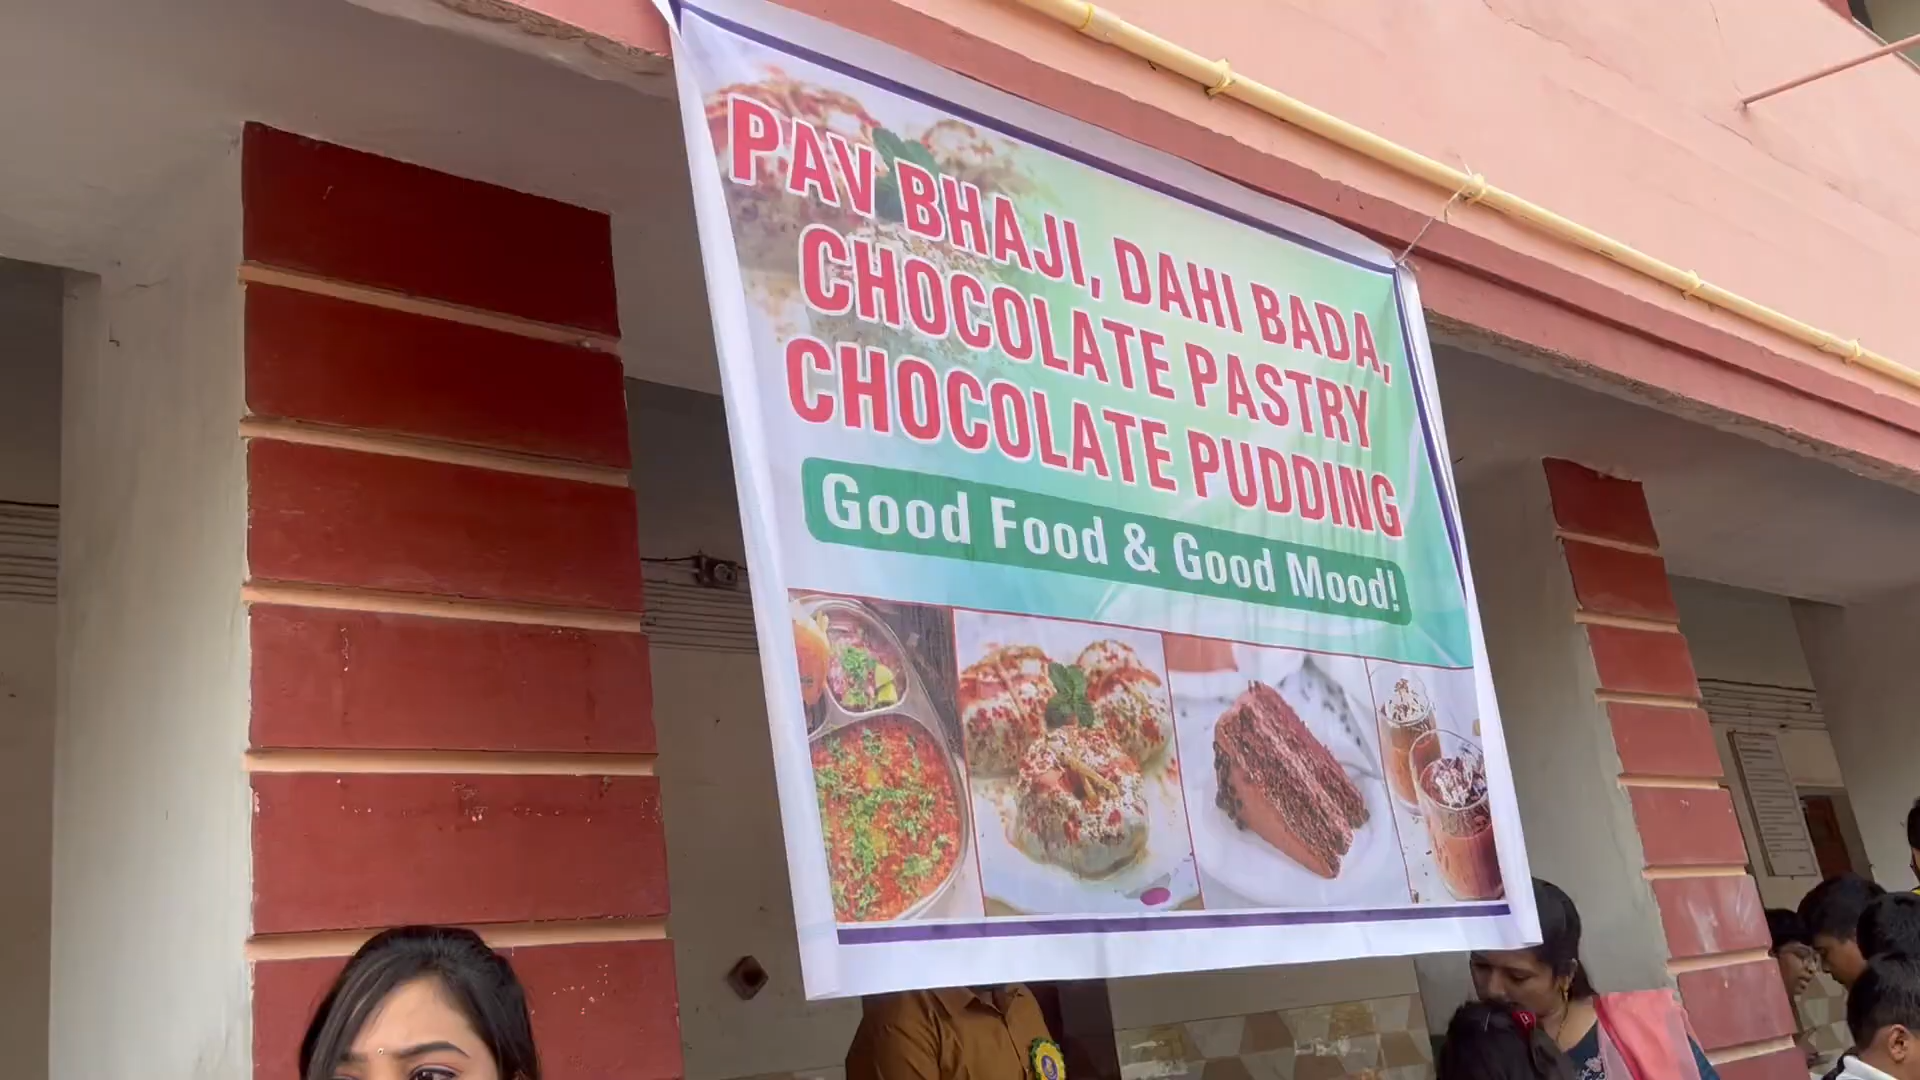 PAV BHAJI, DAHI BADA,
CHOCOLATE PASTRY
CHOCOLATE PUDDING
Good Food & Good Mood!